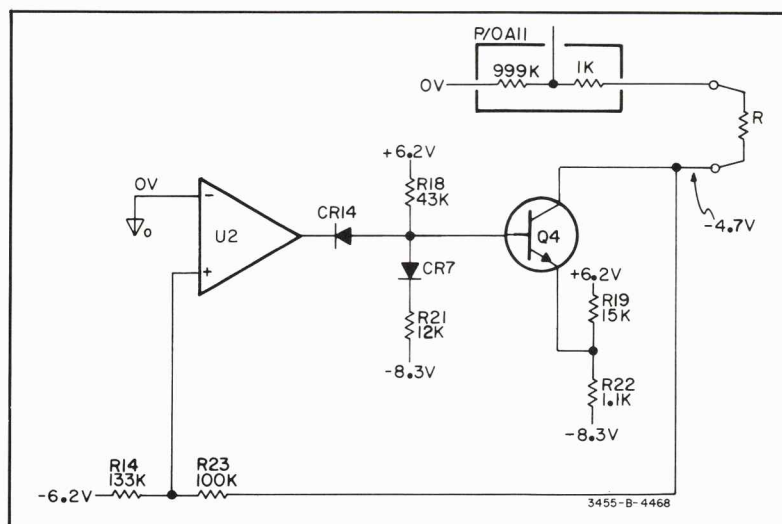 P/OA11
999K
1K
0V
R
+6.2V
R18
43K
0V
-4.7V
CR14
U2
-
+
0
Q4
CR7
+6.2V
R19
15K
R21
12K
-8.3V
R22
1.1K
-8.3V
R14
133K
R23
100K
-6.2V
3455-B-4468